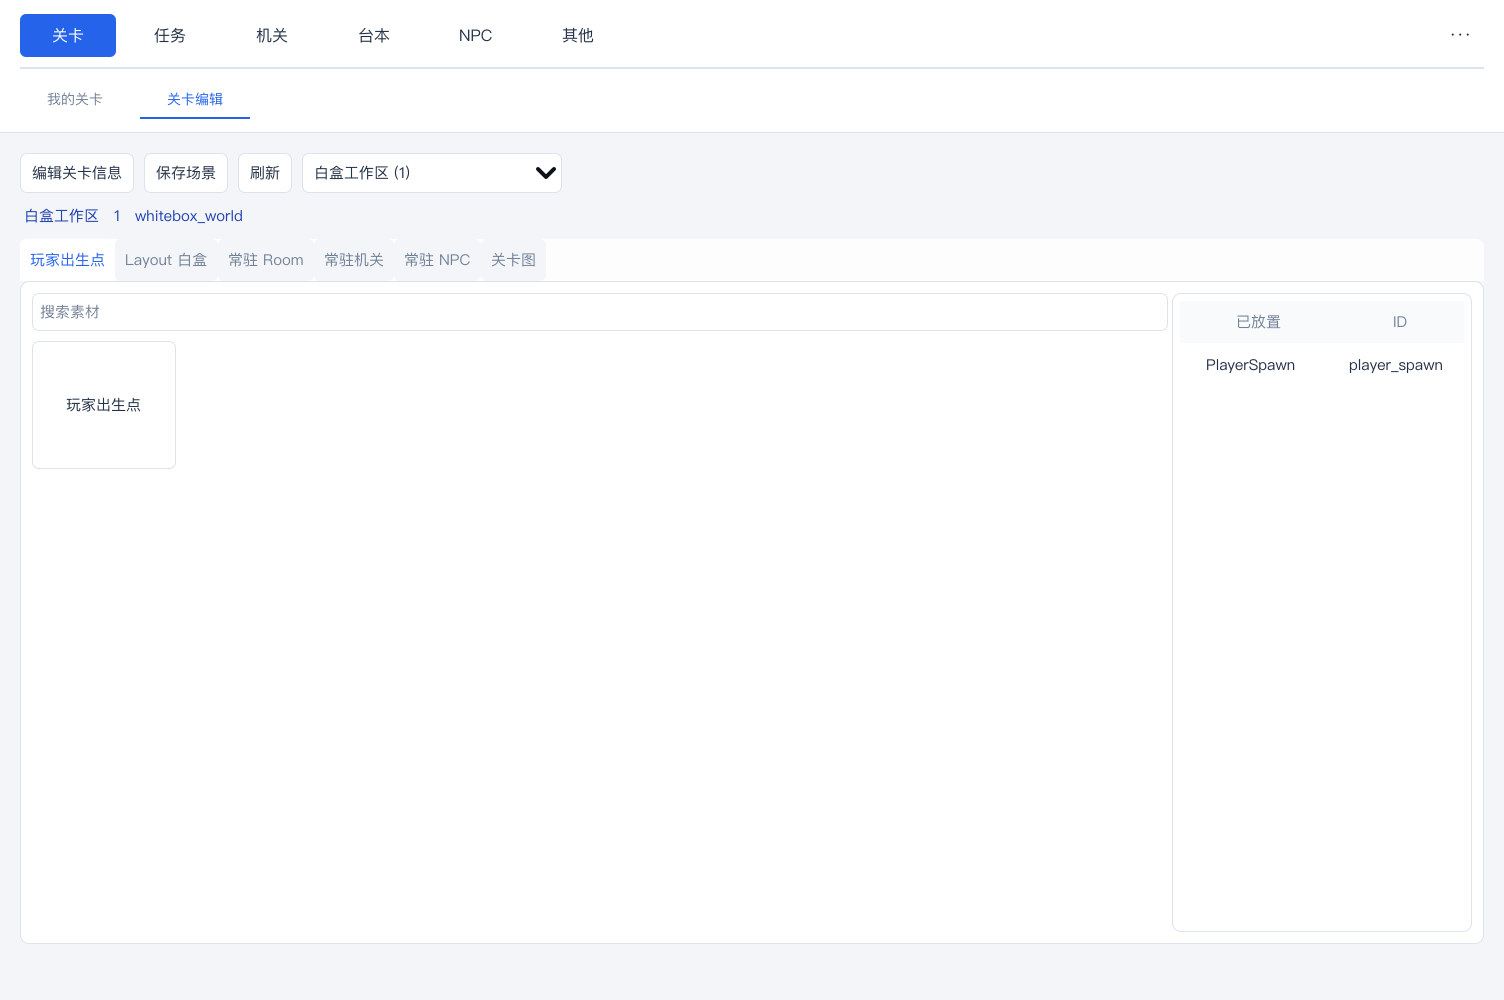 关卡 任务 机关 台本 NPC 其他 ···
我的关卡 关卡编辑
编辑关卡信息 保存场景 刷新 白盒工作区 (1)
白盒工作区 1 whitebox_world
玩家出生点 Layout 白盒 常驻 Room 常驻机关 常驻 NPC 关卡图
搜索素材
已放置 ID
PlayerSpawn player_spawn
玩家出生点